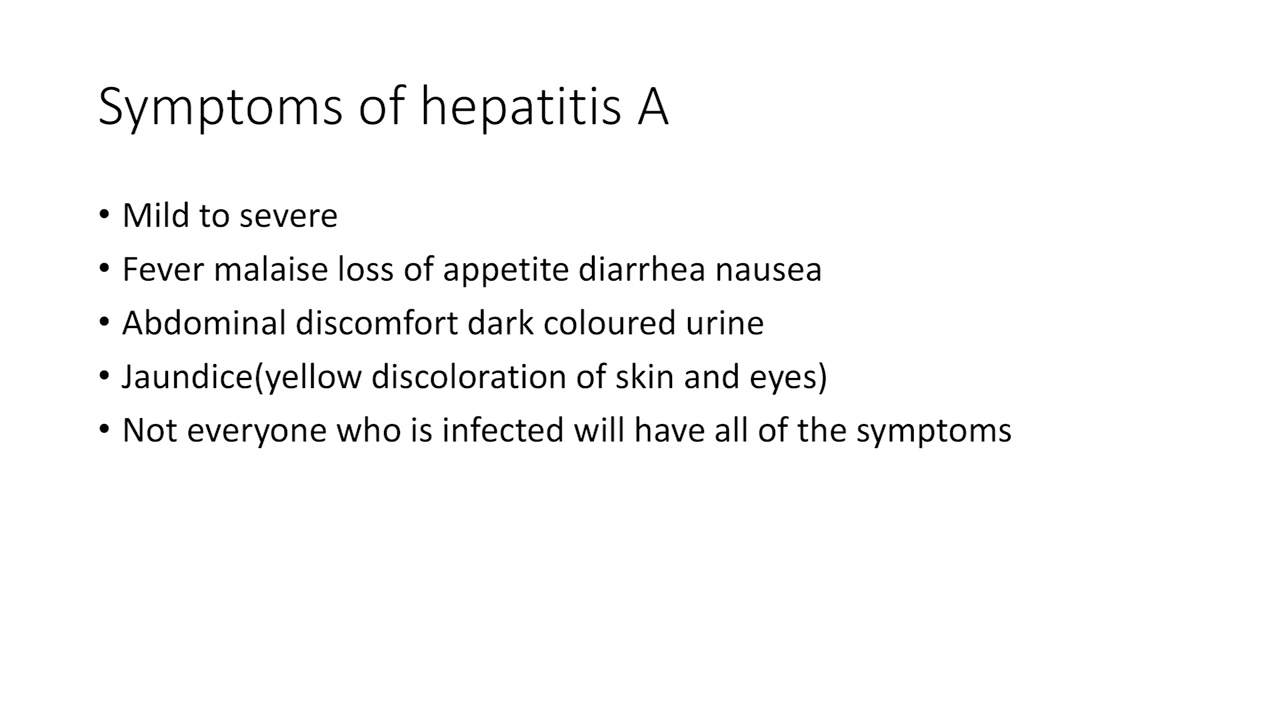 Symptoms of hepatitis A
• Mild to severe
• Fever malaise loss of appetite diarrhea nausea
• Abdominal discomfort dark coloured urine
• Jaundice(yellow discoloration of skin and eyes)
• Not everyone who is infected will have all of the symptoms